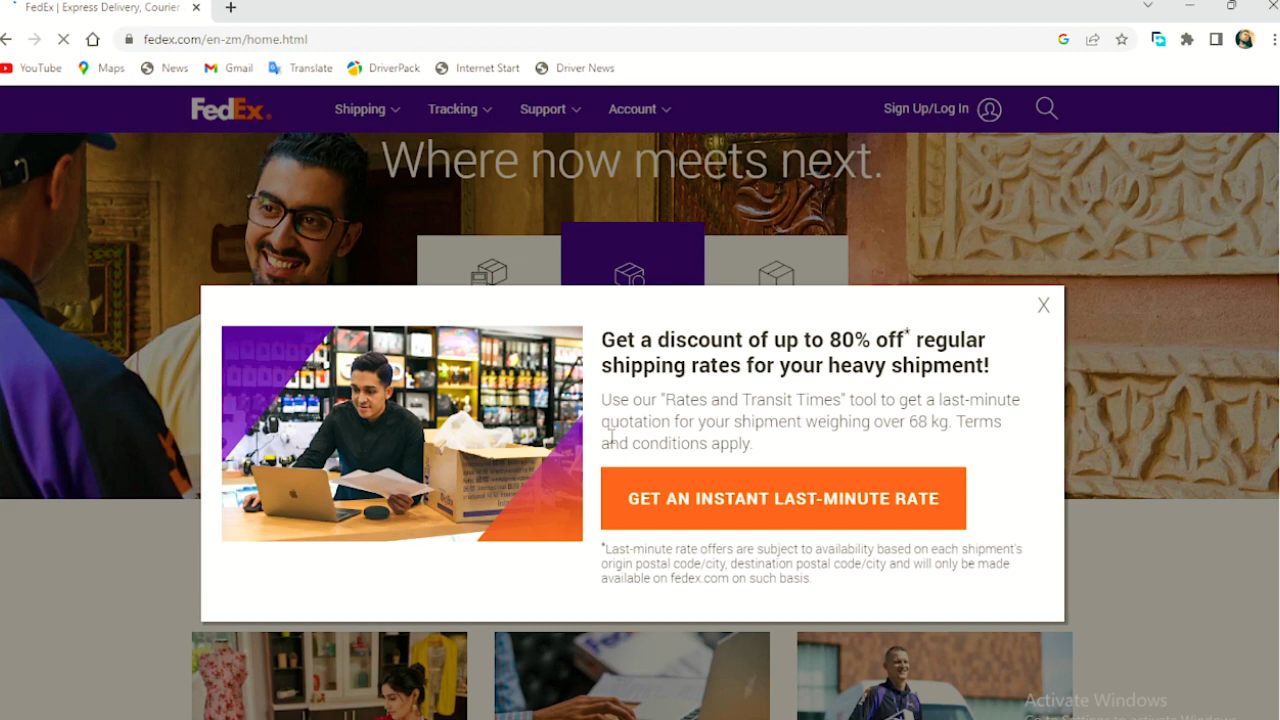 FedEx | Express Delivery, Courier
fedex.com/en-zm/home.html
YouTube Maps News Gmail Translate DriverPack Internet Start Driver News
FedEx. Shipping Tracking Support Account Sign Up/Log In
Where now meets next.
X
Get a discount of up to 80% off* regular
shipping rates for your heavy shipment!
Use our "Rates and Transit Times" tool to get a last-minute
quotation for your shipment weighing over 68 kg. Terms
and conditions apply.
GET AN INSTANT LAST-MINUTE RATE
*Last-minute rate offers are subject to availability based on each shipment's
origin postal code/city, destination postal code/city and will only be made
available on fedex.com on such basis.
Activate Windows